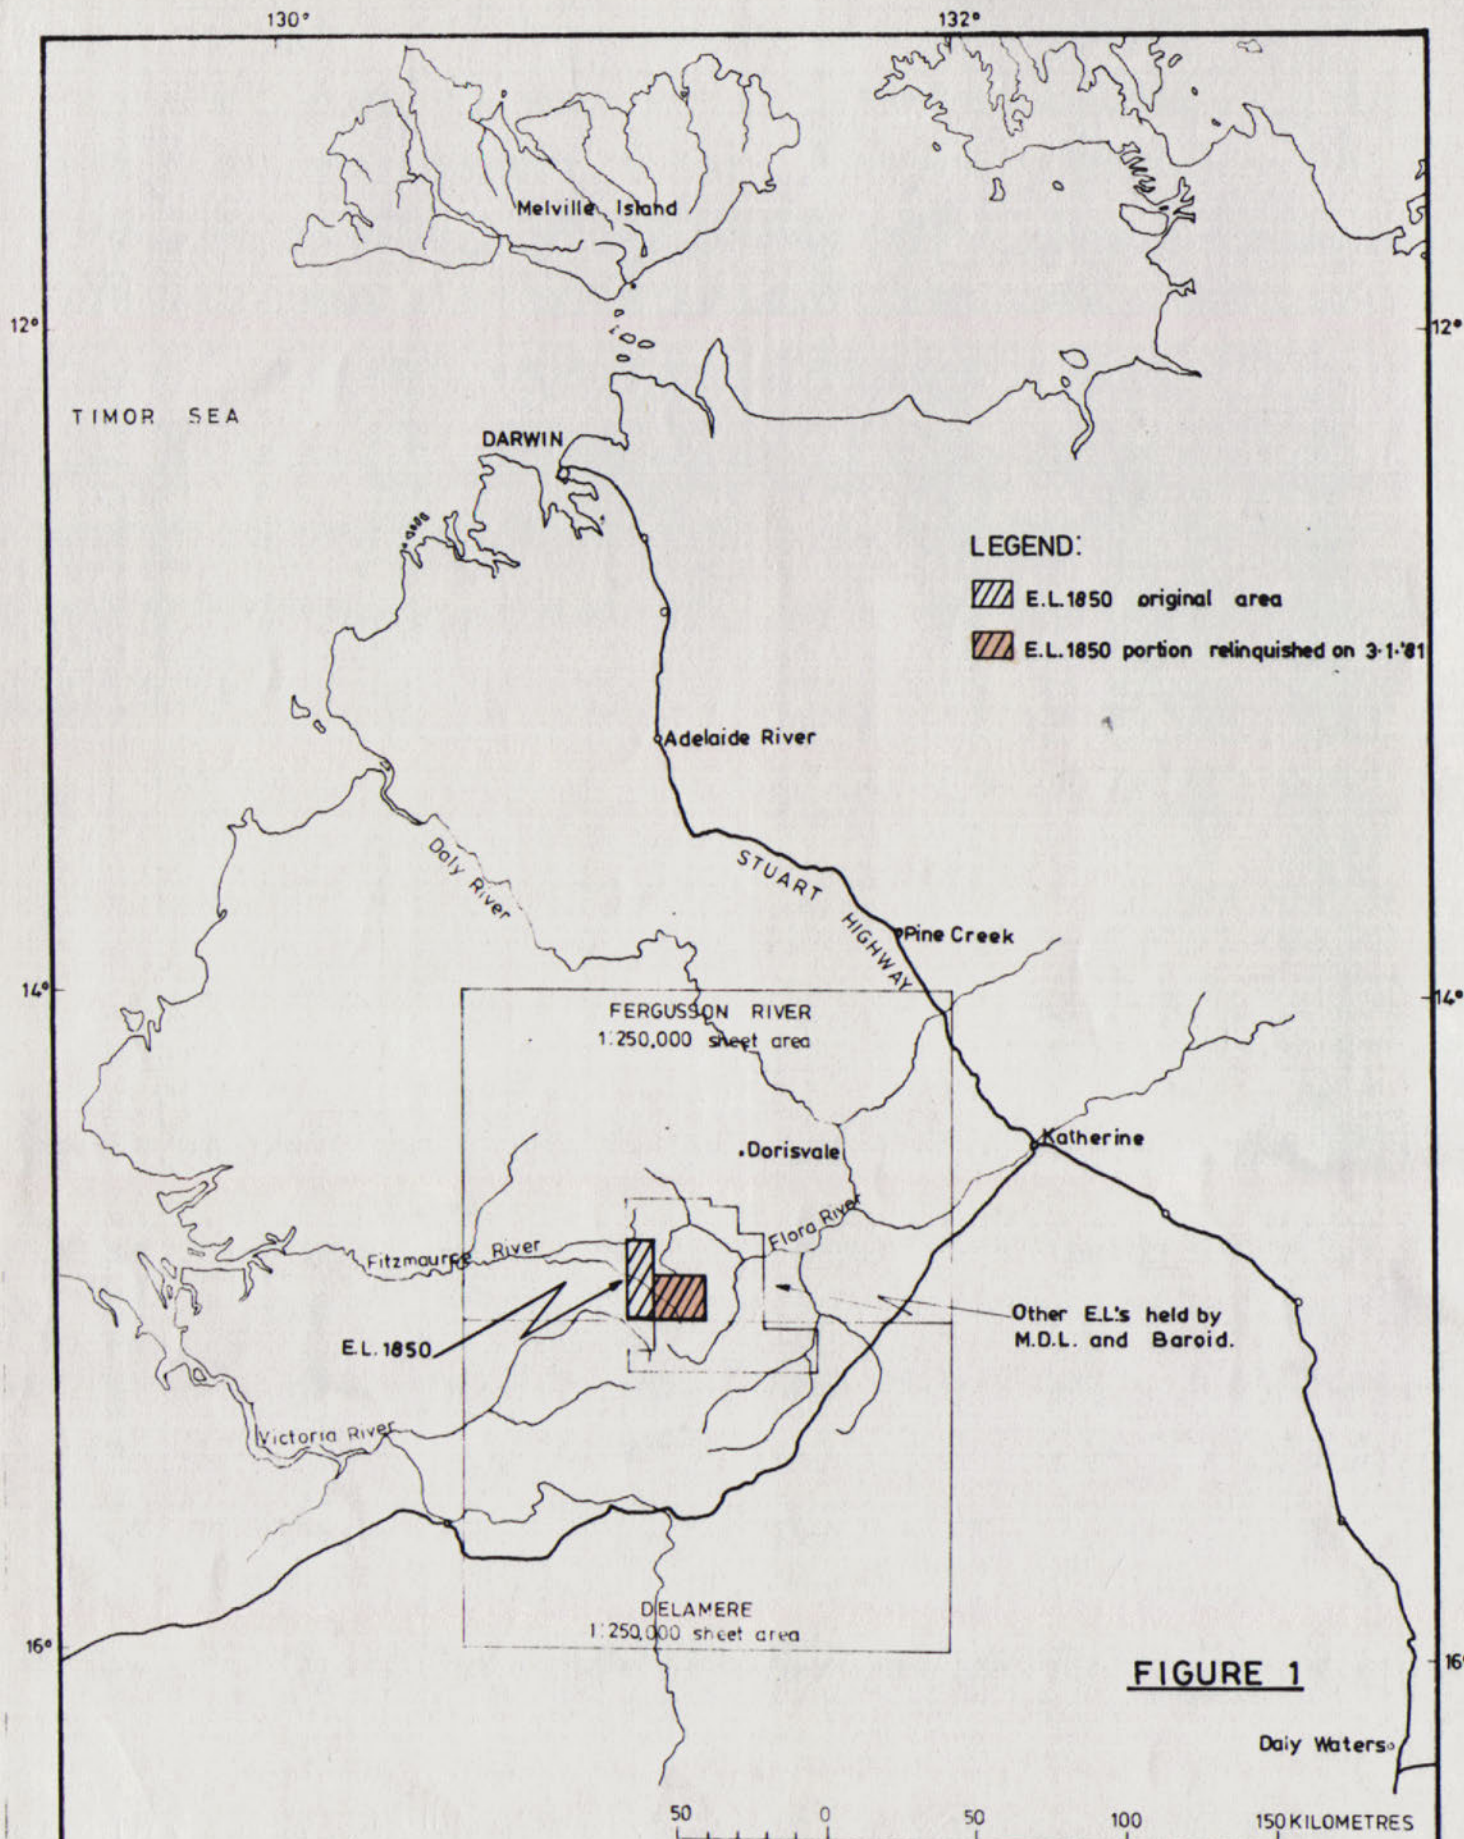 130°
132°
Melville Island
12°
12°
TIMOR SEA
DARWIN
LEGEND:
E.L.1850 original area
E.L.1850 portion relinquished on 3·1·'81
Adelaide River
Daly River
STUART HIGHWAY
Pine Creek
14°
14°
FERGUSSON RIVER
1:250,000 sheet area
Katherine
.Dorisvale
Flora River
Fitzmaurice River
Other E.L's held by
M.D.L. and Baroid.
E.L. 1850
Victoria River
DELAMERE
1:250,000 sheet area
16°
16°
FIGURE 1
Daly Waters
50 0 50 100 150 KILOMETRES